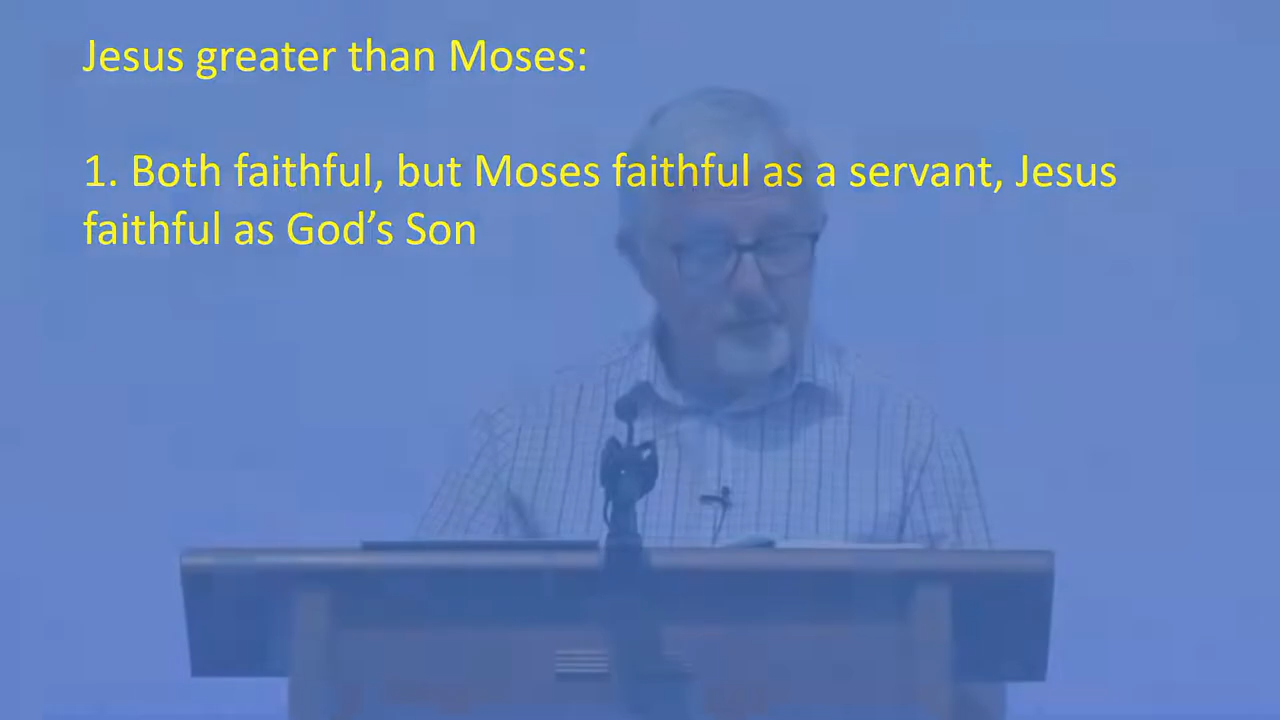 Jesus greater than Moses:
1. Both faithful, but Moses faithful as a servant, Jesus
faithful as God’s Son